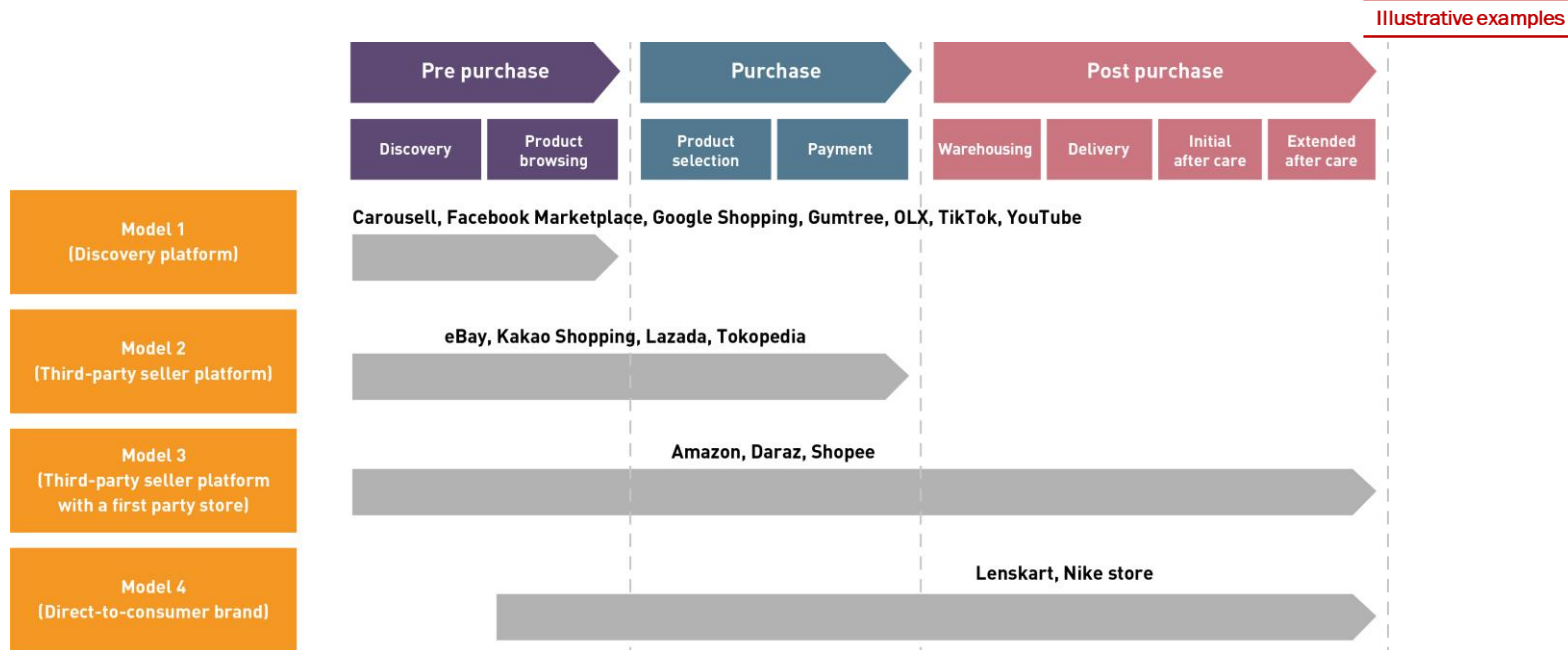 Illustrative examples
Pre purchase
Purchase
Post purchase
Discovery
Product
browsing
Product
selection
Payment
Warehousing
Delivery
Initial
after care
Extended
after care
Model 1
(Discovery platform)
Carousell, Facebook Marketplace, Google Shopping, Gumtree, OLX, TikTok, YouTube
Model 2
(Third-party seller platform)
eBay, Kakao Shopping, Lazada, Tokopedia
Model 3
(Third-party seller platform
with a first party store)
Amazon, Daraz, Shopee
Model 4
(Direct-to-consumer brand)
Lenskart, Nike store